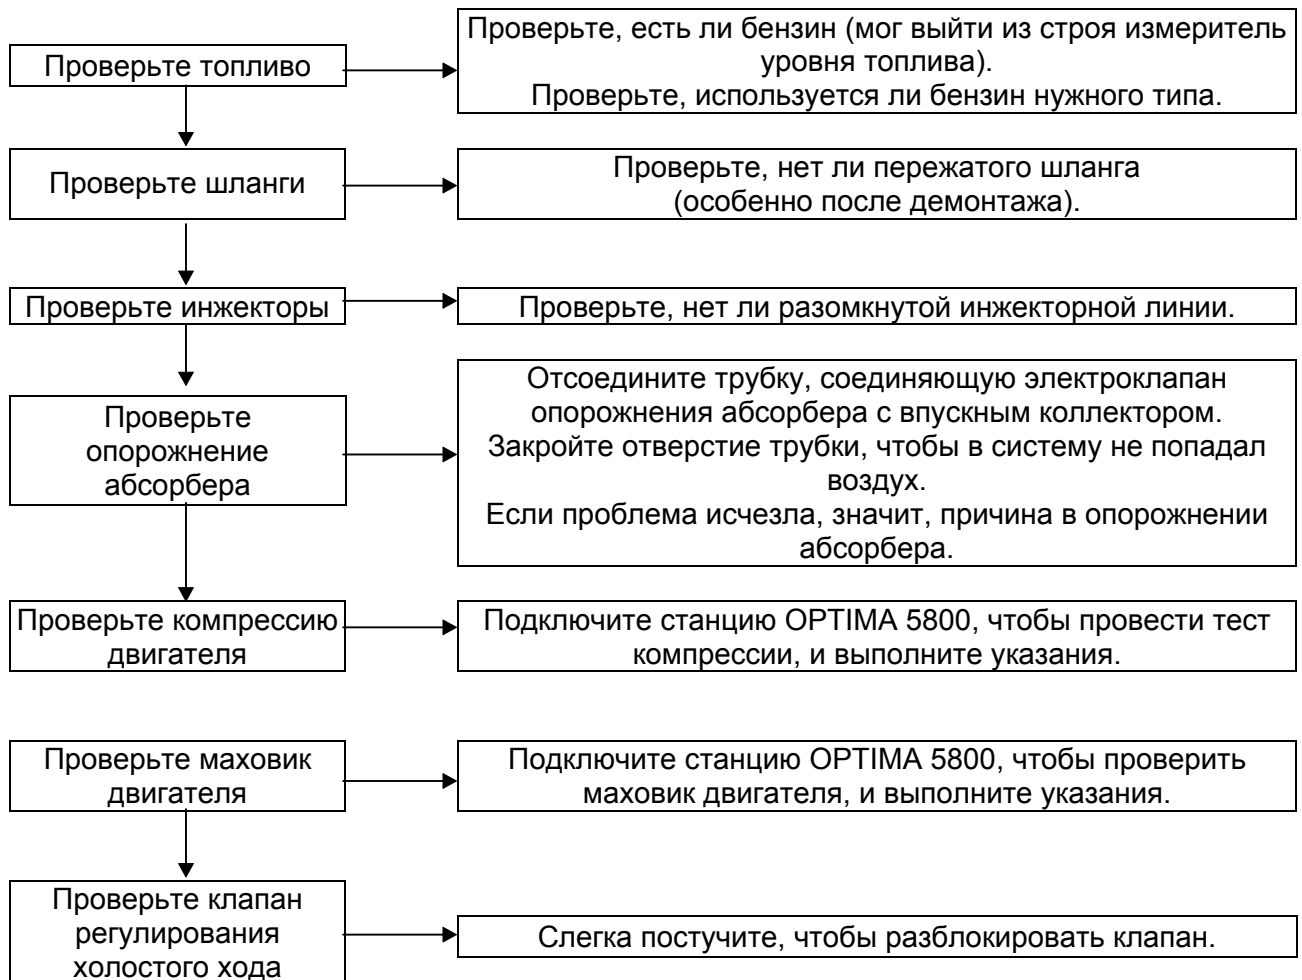 Проверьте топливо
Проверьте, есть ли бензин (мог выйти из строя измеритель
уровня топлива).
Проверьте, используется ли бензин нужного типа.
Проверьте шланги
Проверьте, нет ли пережатого шланга
(особенно после демонтажа).
Проверьте инжекторы
Проверьте, нет ли разомкнутой инжекторной линии.
Проверьте
опорожнение
абсорбера
Отсоедините трубку, соединяющую электроклапан
опорожнения абсорбера с впускным коллектором.
Закройте отверстие трубки, чтобы в систему не попадал
воздух.
Если проблема исчезла, значит, причина в опорожнении
абсорбера.
Проверьте компрессию
двигателя
Подключите станцию OPTIMA 5800, чтобы провести тест
компрессии, и выполните указания.
Проверьте маховик
двигателя
Подключите станцию OPTIMA 5800, чтобы проверить
маховик двигателя, и выполните указания.
Проверьте клапан
регулирования
холостого хода
Слегка постучите, чтобы разблокировать клапан.